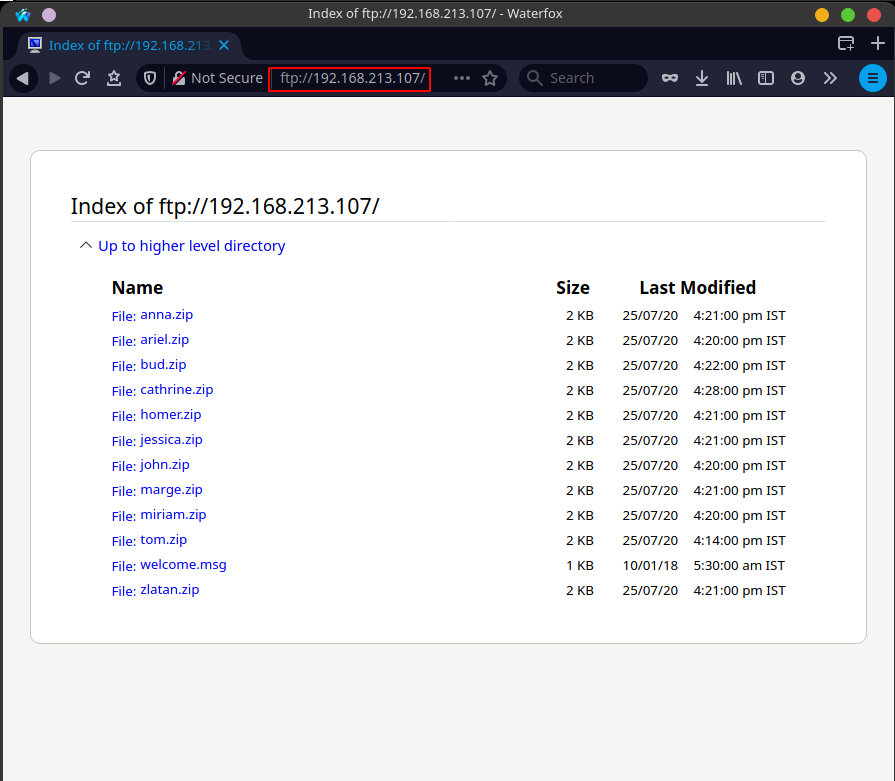 Index of ftp://192.168.213.107/ - Waterfox
Index of ftp://192.168.213
Not Secure ftp://192.168.213.107/ Search
Index of ftp://192.168.213.107/
Up to higher level directory
Name Size Last Modified
File: anna.zip 2 KB 25/07/20 4:21:00 pm IST
File: ariel.zip 2 KB 25/07/20 4:20:00 pm IST
File: bud.zip 2 KB 25/07/20 4:22:00 pm IST
File: cathrine.zip 2 KB 25/07/20 4:28:00 pm IST
File: homer.zip 2 KB 25/07/20 4:21:00 pm IST
File: jessica.zip 2 KB 25/07/20 4:21:00 pm IST
File: john.zip 2 KB 25/07/20 4:20:00 pm IST
File: marge.zip 2 KB 25/07/20 4:21:00 pm IST
File: miriam.zip 2 KB 25/07/20 4:20:00 pm IST
File: tom.zip 2 KB 25/07/20 4:14:00 pm IST
File: welcome.msg 1 KB 10/01/18 5:30:00 am IST
File: zlatan.zip 2 KB 25/07/20 4:21:00 pm IST